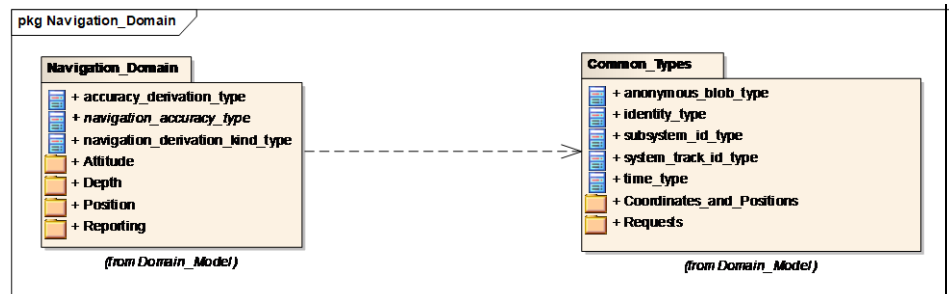 pkg Navigation_Domain
Navigation_Domain
+ accuracy_derivation_type
+ navigation_accuracy_type
+ navigation_derivation_kind_type
+ Attitude
+ Depth
+ Position
+ Reporting
(from Domain_Model)
Common_Types
+ anonymous_blob_type
+ identity_type
+ subsystem_id_type
+ system_track_id_type
+ time_type
+ Coordinates_and_Positions
+ Requests
(from Domain_Model)